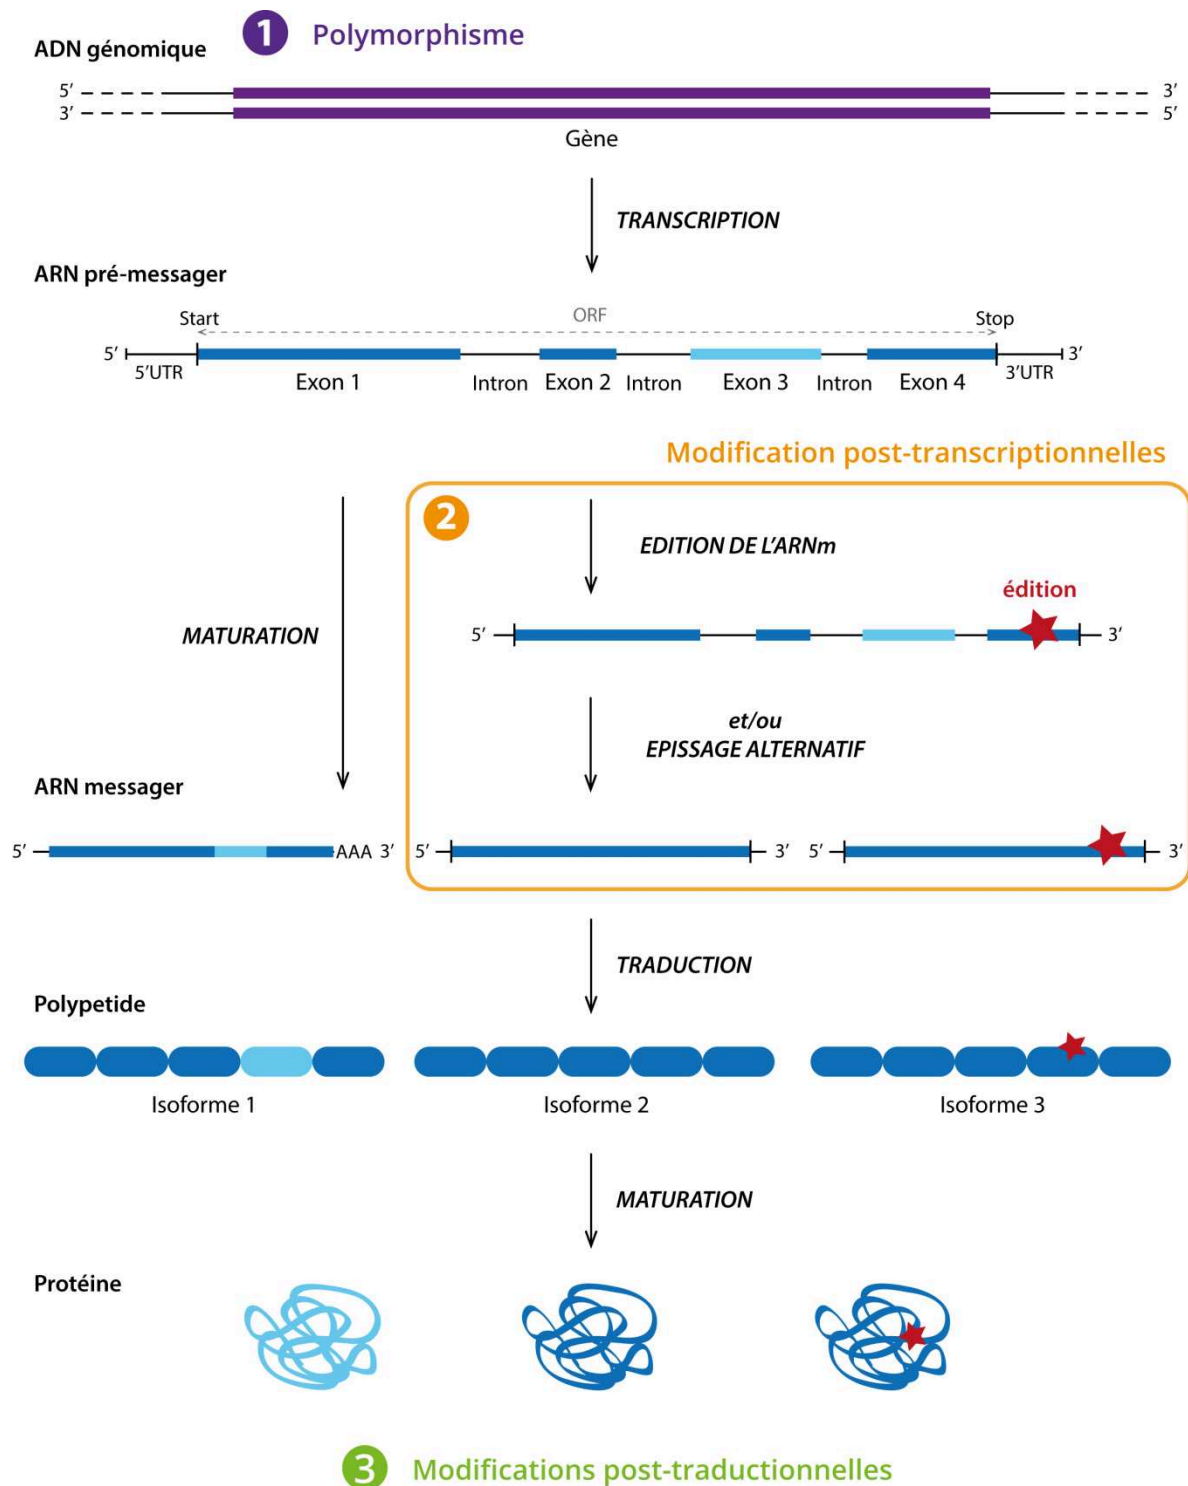 1 Polymorphisme
ADN génomique
5’ 3’
3’ 5’
Gène
TRANSCRIPTION
ARN pré-messager
Start ORF Stop
5’ 3’
5’UTR Exon 1 Intron Exon 2 Intron Exon 3 Intron Exon 4 3’UTR
Modification post-transcriptionnelles
2
EDITION DE L’ARNm
édition
MATURATION
5’ 3’
et/ou
EPISSAGE ALTERNATIF
ARN messager
5’ AAA 3’ 5’ 3’ 5’ 3’
TRADUCTION
Polypetide
Isoforme 1 Isoforme 2 Isoforme 3
MATURATION
Protéine
3 Modifications post-traductionnelles